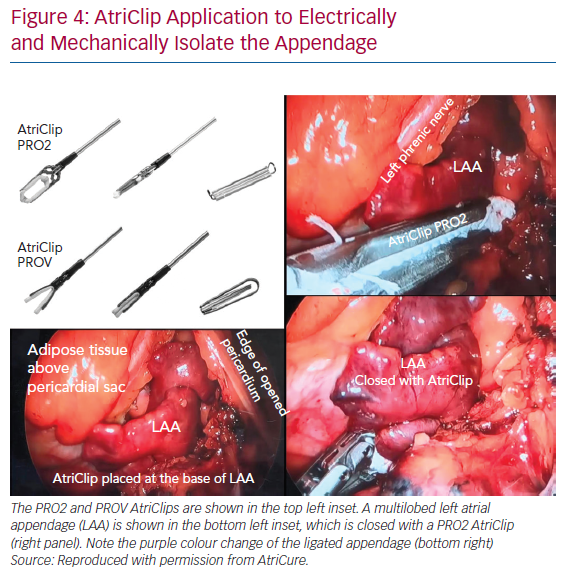 Figure 4: AtriClip Application to Electrically
and Mechanically Isolate the Appendage
AtriClip
PRO2
AtriClip
PROV
Left phrenic nerve
LAA
AtriClip PRO2
Adipose tissue
above
pericardial sac
Edge of opened
pericardium
LAA
AtriClip placed at the base of LAA
LAA
Closed with AtriClip
The PRO2 and PROV AtriClips are shown in the top left inset. A multilobed left atrial
appendage (LAA) is shown in the bottom left inset, which is closed with a PRO2 AtriClip
(right panel). Note the purple colour change of the ligated appendage (bottom right)
Source: Reproduced with permission from AtriCure.